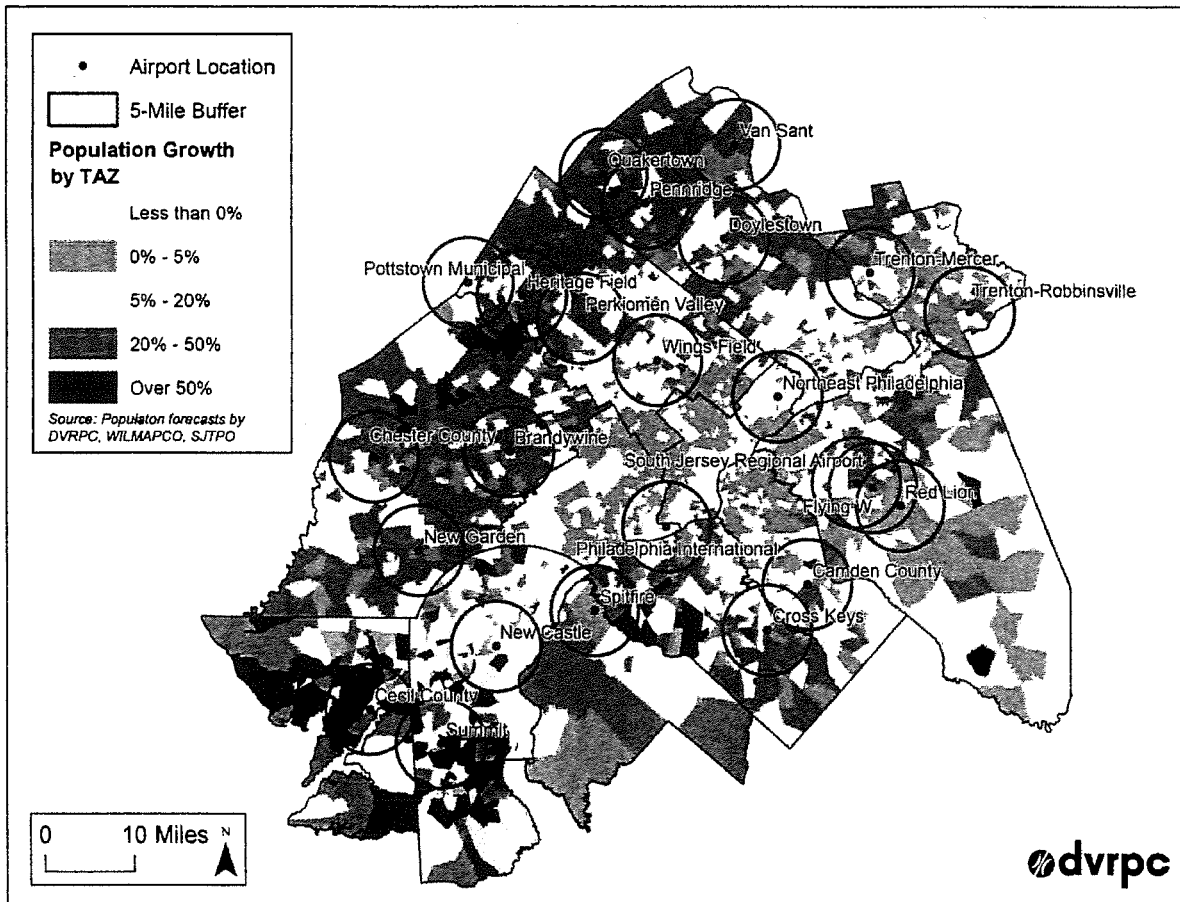 Airport Location
5-Mile Buffer
Population Growth
by TAZ
Less than 0%
0% - 5%
5% - 20%
20% - 50%
Over 50%
Source: Populaton forecasts by
DVRPC, WILMAPCO, SJTPO
Van Sant
Quakertown
Pennridge
Doylestown
Trenton-Mercer
Pottstown Municipal
Heritage Field
Trenton-Robbinsville
Perkiomen Valley
Wings Field
Northeast Philadelphia
Chester County
Brandywine
South Jersey Regional Airport
Red Lion
Flying W
New Garden
Philadelphia International
Camden County
Spitfire
Cross Keys
New Castle
Cecil County
Summit
0 10 Miles N
dvrpc